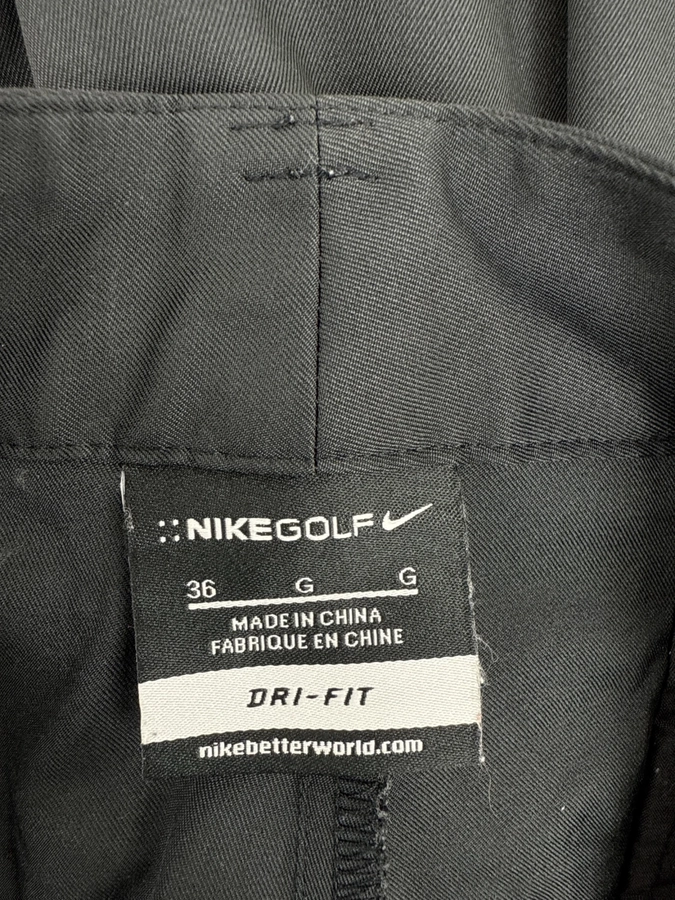 NIKEGOLF
36 G G
MADE IN CHINA
FABRIQUE EN CHINE
DRI-FIT
nikebetterworld.com